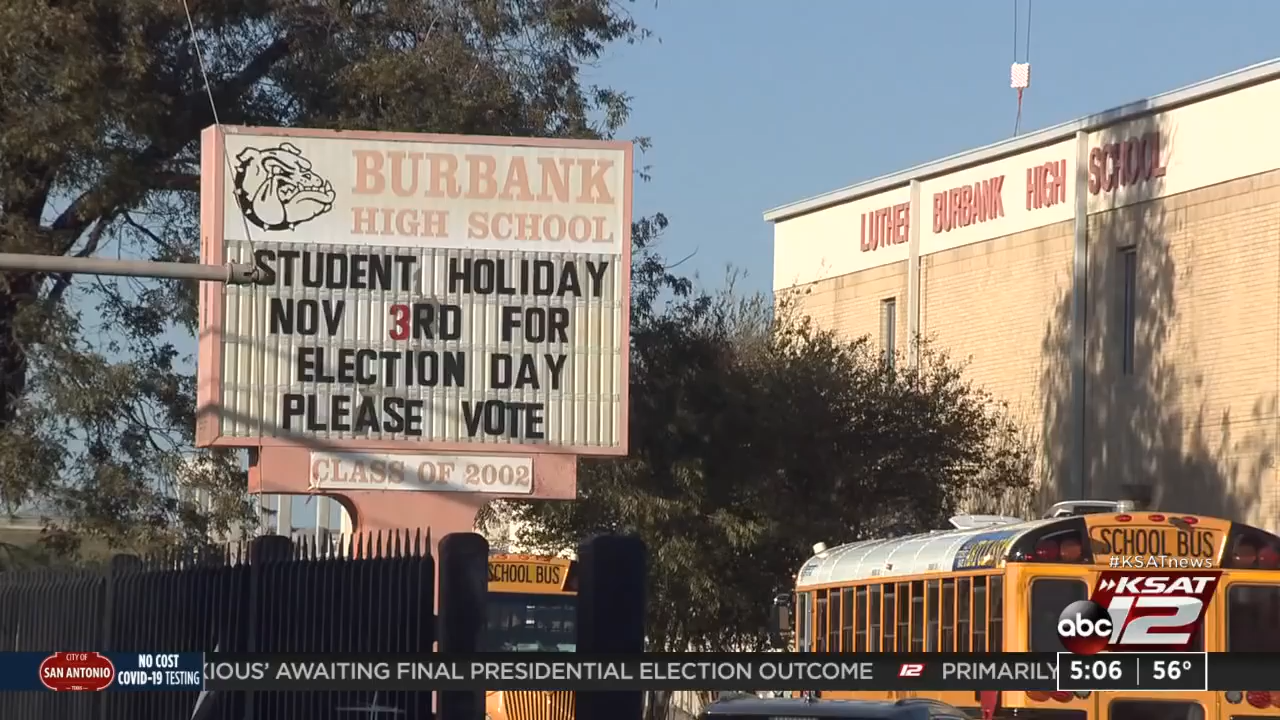 BURBANK
HIGH SCHOOL
STUDENT HOLIDAY
NOV 3RD FOR
ELECTION DAY
PLEASE VOTE
CLASS OF 2002
LUTHER BURBANK HIGH SCHOOL
SCHOOL BUS
SCHOOL BUS
#KSATnews
KSAT
abc 12
CITY OF
SAN ANTONIO
TEXAS
NO COST
COVID-19 TESTING
XIOUS' AWAITING FINAL PRESIDENTIAL ELECTION OUTCOME 12 PRIMARILY
5:06 56°